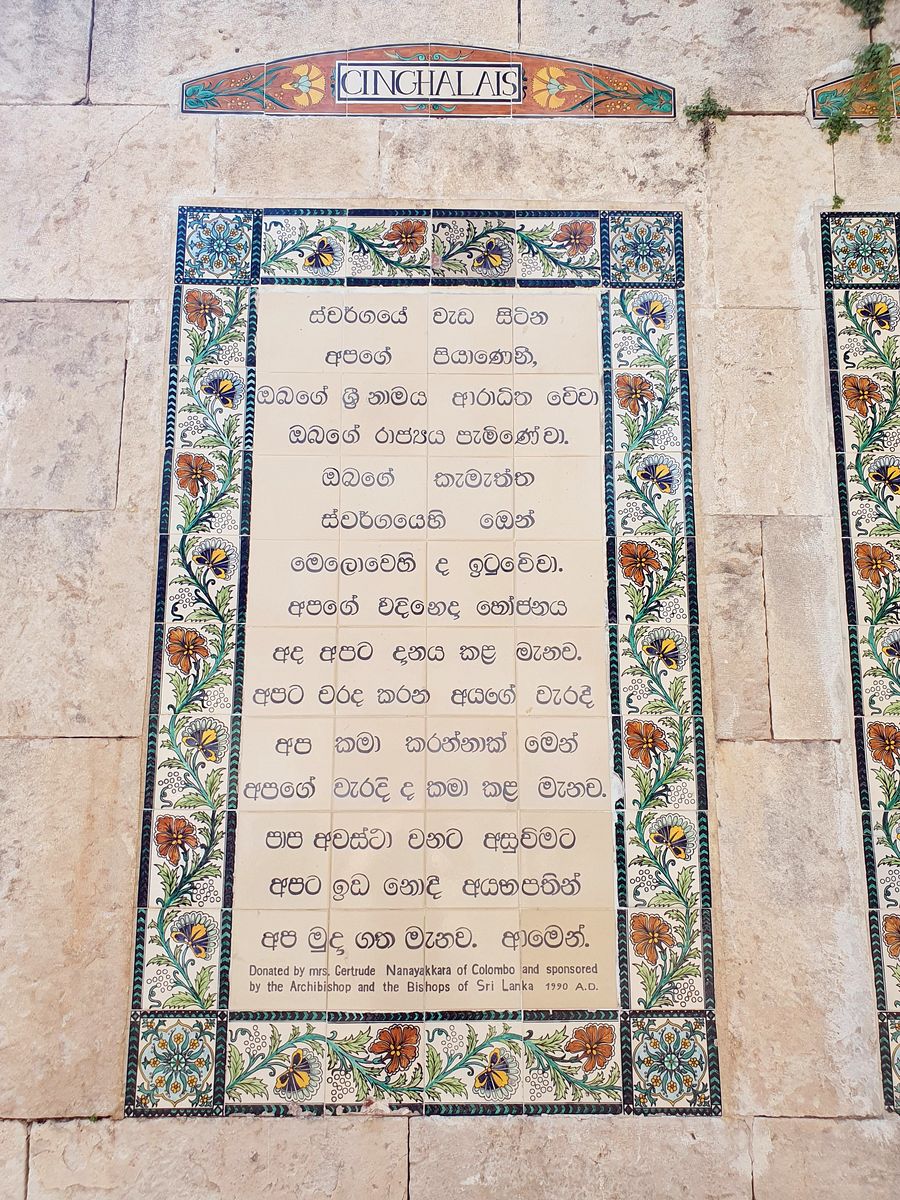 CINGHALAIS
ස්වර්ගයේ වැඩ සිටින
අපගේ පියාණෙනි,
ඔබගේ ශ්‍රී නාමය ආරාධිත වේවා
ඔබගේ රාජ්‍යය පැමිණේවා.
ඔබගේ කැමැත්ත
ස්වර්ගයෙහි මෙන්
මෙලොවෙහි ද ඉටුවේවා.
අපගේ එදිනෙදා භෝජනය
අද අපට දානය කළ මැනව.
අපට වරද කරන අයගේ වැරදි
අප කමා කරන්නාක් මෙන්
අපගේ වැරදි ද කමා කළ මැනව.
පාප අවස්ථා වනට අසුවීමට
අපට ඉඩ නොදී අයහපතින්
අප මුදා ගත මැනව. ආමෙන්.
Donated by mrs. Gertrude Nanayakkara of Colombo and sponsored
by the Archibishop and the Bishops of Sri Lanka 1990 A.D.